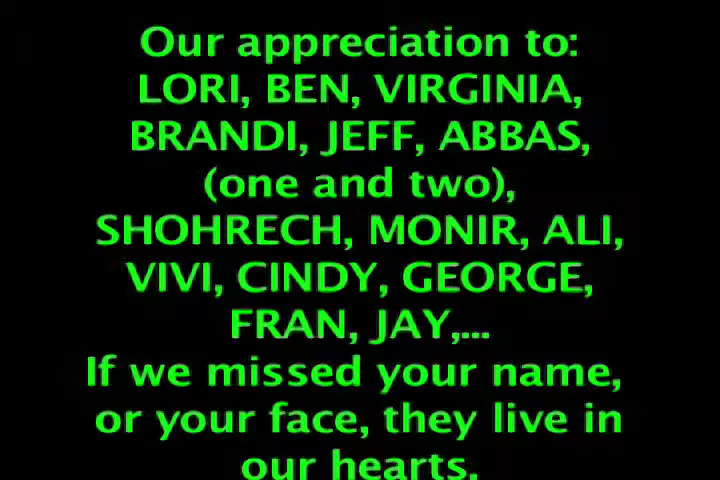 Our appreciation to:
LORI, BEN, VIRGINIA,
BRANDI, JEFF, ABBAS,
(one and two),
SHOHRECH, MONIR, ALI,
VIVI, CINDY, GEORGE,
FRAN, JAY,...
If we missed your name,
or your face, they live in
our hearts.